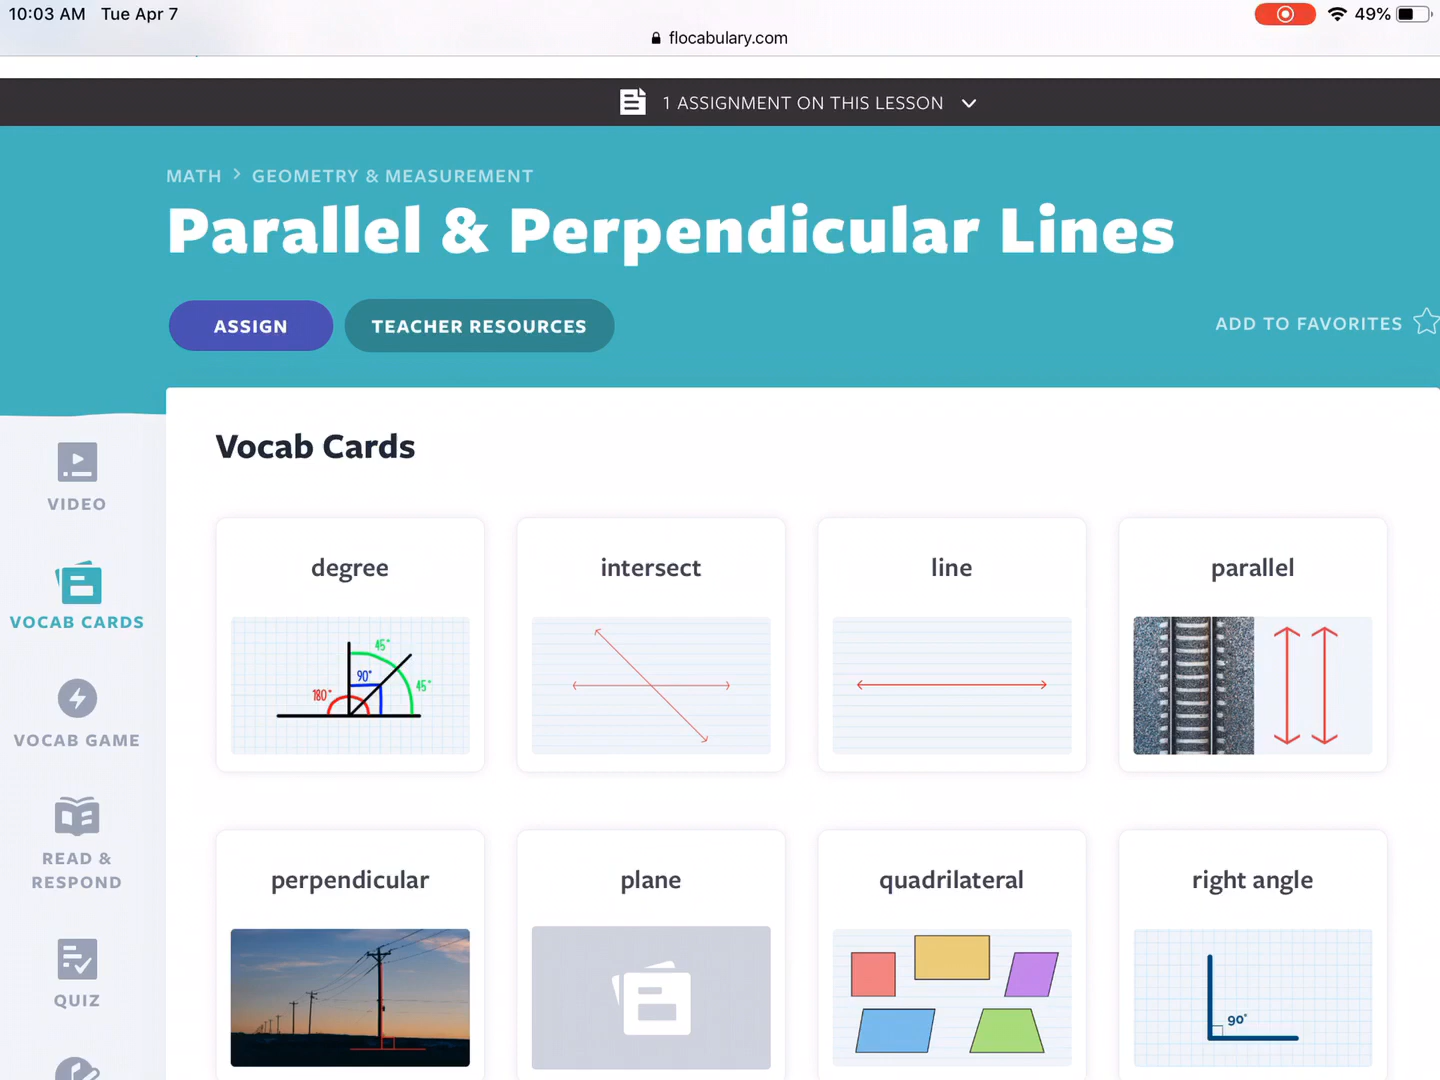 10:03 AM Tue Apr 7
49%
flocabulary.com
1 ASSIGNMENT ON THIS LESSON
MATH > GEOMETRY & MEASUREMENT
Parallel & Perpendicular Lines
ASSIGN
TEACHER RESOURCES
ADD TO FAVORITES
Vocab Cards
VIDEO
VOCAB CARDS
VOCAB GAME
READ &
RESPOND
QUIZ
degree
45°
90°
180°
45°
intersect
line
parallel
perpendicular
plane
quadrilateral
right angle
90°